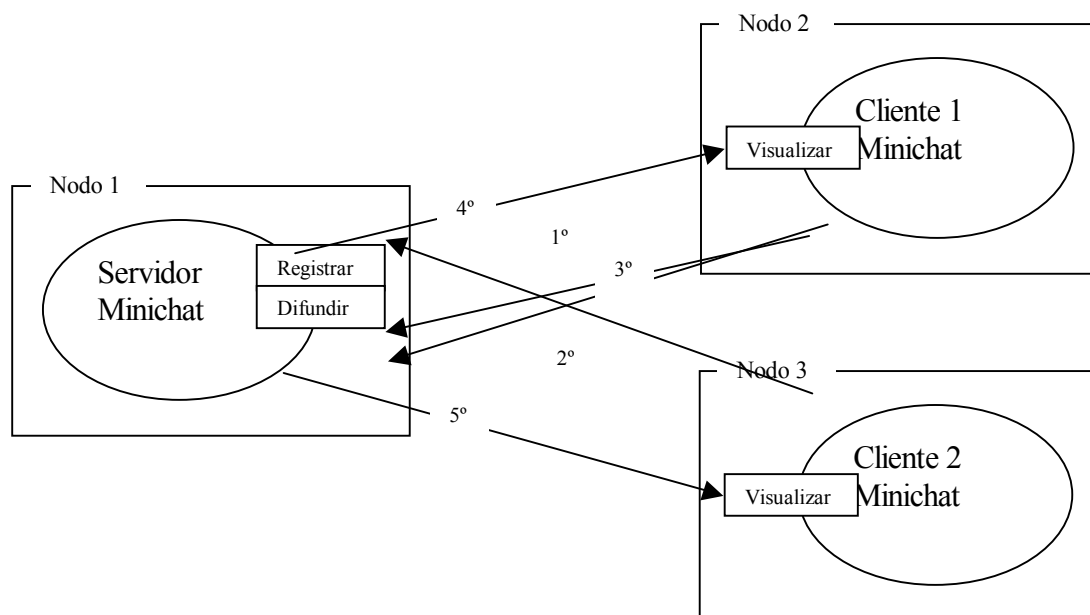 Nodo 2
Cliente 1
Minichat
Visualizar
Nodo 1
4º
1º
Servidor
Minichat
Registrar
Difundir
3º
2º
Nodo 3
5º
Cliente 2
Minichat
Visualizar